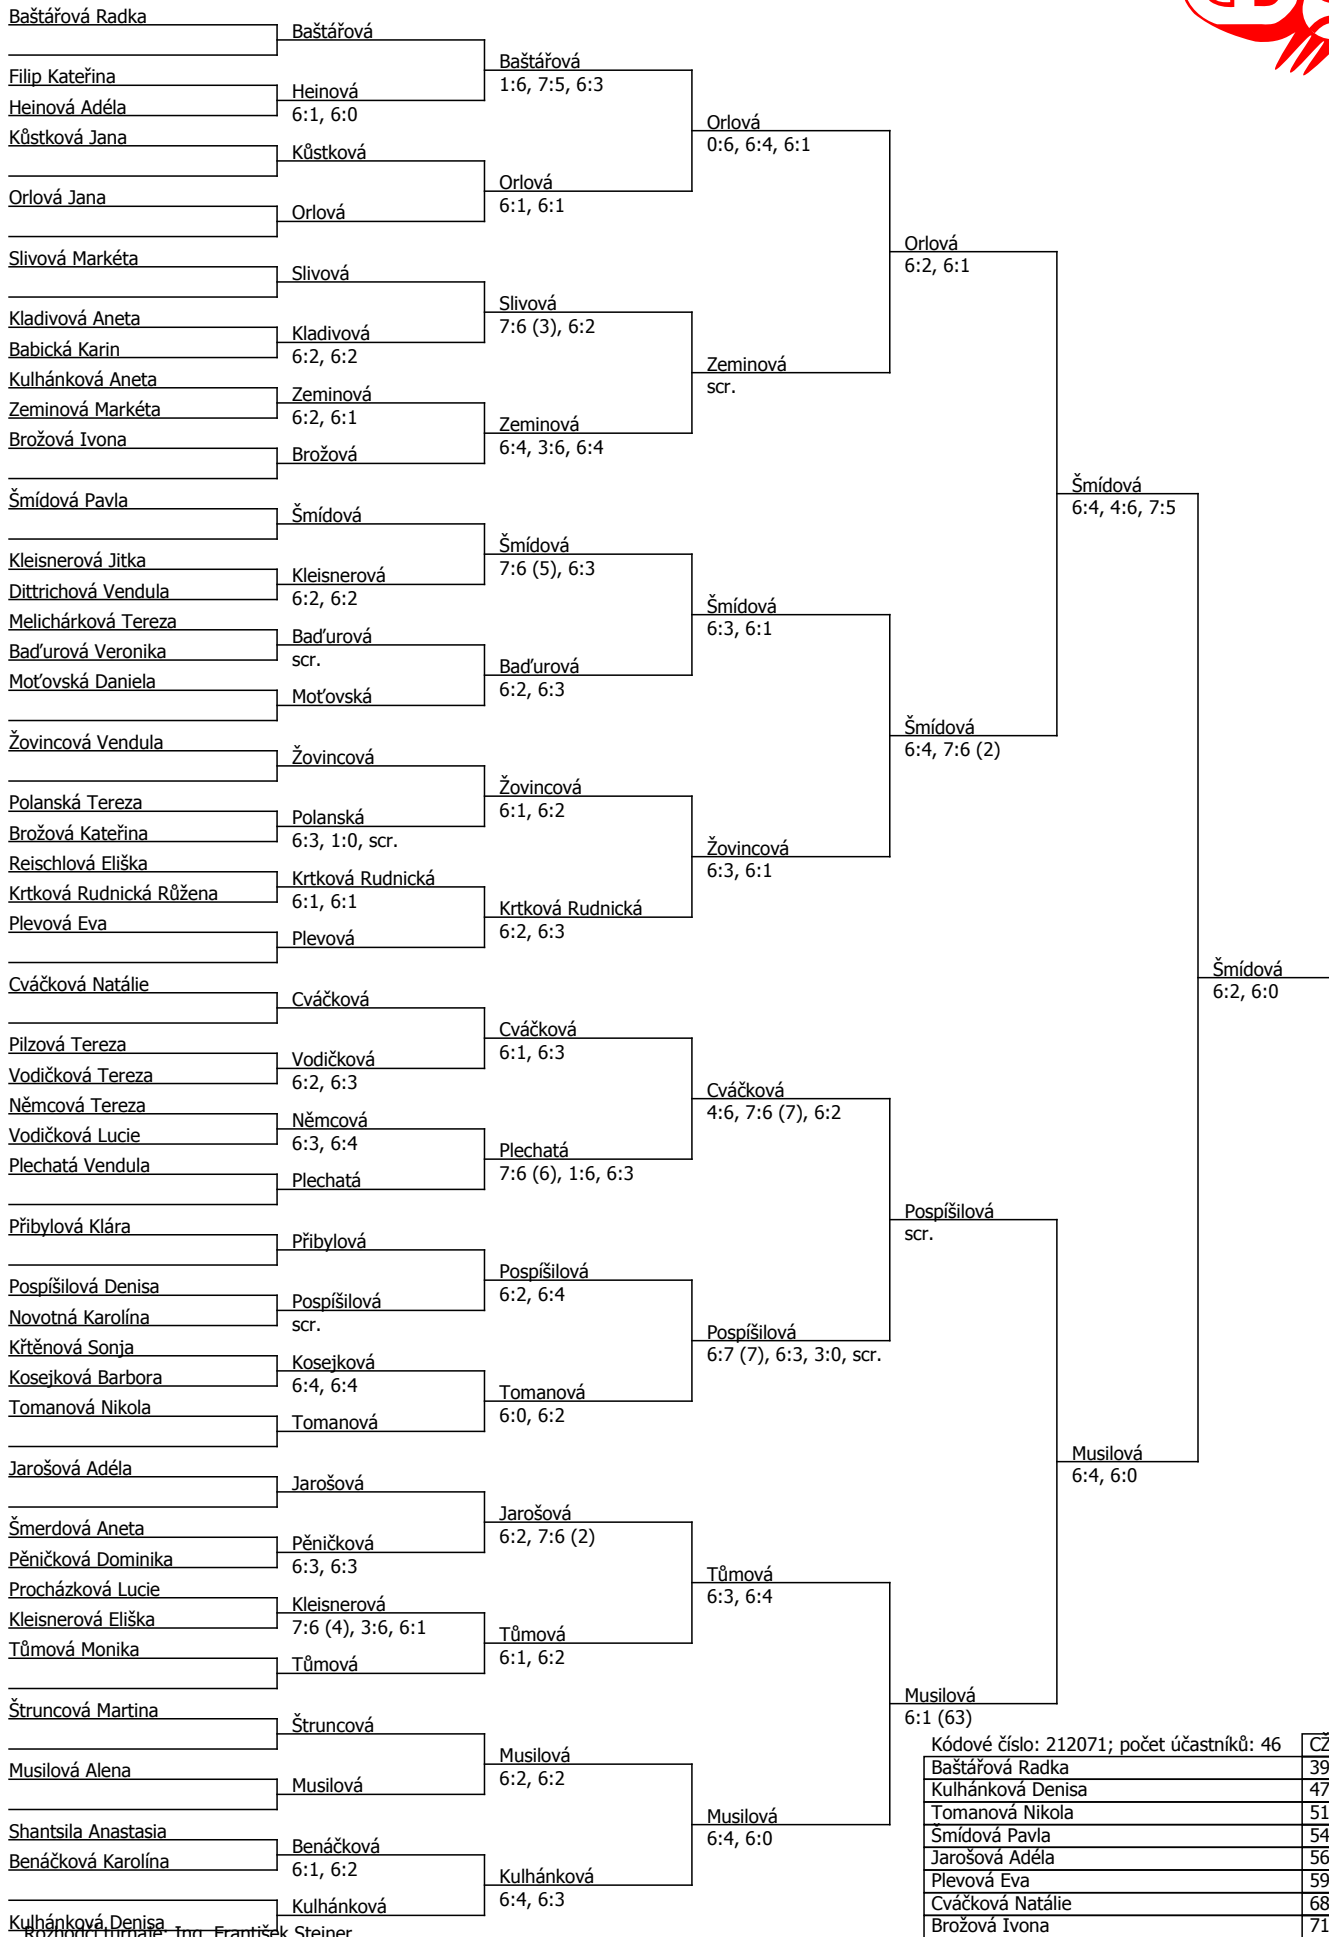 Baštářová Radka
Filip Kateřina
Heinová Adéla
Kůstková Jana
Orlová Jana
Slivová Markéta
Kladivová Aneta
Babická Karin
Kulhánková Aneta
Zeminová Markéta
Brožová Ivona
Šmídová Pavla
Kleisnerová Jitka
Dittrichová Vendula
Melichárková Tereza
Baďurová Veronika
Moťovská Daniela
Žovincová Vendula
Polanská Tereza
Brožová Kateřina
Reischlová Eliška
Krtková Rudnická Růžena
Plevová Eva
Cváčková Natálie
Pilzová Tereza
Vodičková Tereza
Němcová Tereza
Vodičková Lucie
Plechatá Vendula
Přibylová Klára
Pospíšilová Denisa
Novotná Karolína
Křtěnová Sonja
Kosejková Barbora
Tomanová Nikola
Jarošová Adéla
Šmerdová Aneta
Pěničková Dominika
Procházková Lucie
Kleisnerová Eliška
Tůmová Monika
Štruncová Martina
Musilová Alena
Shantsila Anastasia
Benáčková Karolína
Kulhánková Denisa
Rozhodčí turnaje: Ing. František Steiner
Baštářová
Heinová
6:1, 6:0
Kůstková
Orlová
Slivová
Kladivová
6:2, 6:2
Zeminová
6:2, 6:1
Brožová
Šmídová
Kleisnerová
6:2, 6:2
Baďurová
scr.
Moťovská
Žovincová
Polanská
6:3, 1:0, scr.
Krtková Rudnická
6:1, 6:1
Plevová
Cváčková
Vodičková
6:2, 6:3
Němcová
6:3, 6:4
Plechatá
Přibylová
Pospíšilová
scr.
Kosejková
6:4, 6:4
Tomanová
Jarošová
Pěničková
6:3, 6:3
Kleisnerová
7:6 (4), 3:6, 6:1
Tůmová
Štruncová
Musilová
Benáčková
6:1, 6:2
Kulhánková
Baštářová
1:6, 7:5, 6:3
Orlová
6:1, 6:1
Slivová
7:6 (3), 6:2
Zeminová
6:4, 3:6, 6:4
Šmídová
7:6 (5), 6:3
Baďurová
6:2, 6:3
Žovincová
6:1, 6:2
Krtková Rudnická
6:2, 6:3
Cváčková
6:1, 6:3
Plechatá
7:6 (6), 1:6, 6:3
Pospíšilová
6:2, 6:4
Tomanová
6:0, 6:2
Jarošová
6:2, 7:6 (2)
Tůmová
6:1, 6:2
Musilová
6:2, 6:2
Kulhánková
6:4, 6:3
Orlová
0:6, 6:4, 6:1
Zeminová
scr.
Šmídová
6:3, 6:1
Žovincová
6:3, 6:1
Cváčková
4:6, 7:6 (7), 6:2
Pospíšilová
6:7 (7), 6:3, 3:0, scr.
Tůmová
6:3, 6:4
Musilová
6:4, 6:0
Orlová
6:2, 6:1
Šmídová
6:4, 7:6 (2)
Pospíšilová
scr.
Musilová
6:1 (63)
Šmídová
6:4, 4:6, 7:5
Musilová
6:4, 6:0
Šmídová
6:2, 6:0
Kódové číslo: 212071; počet účastníků: 46 CŽ
Baštářová Radka 39
Kulhánková Denisa 47
Tomanová Nikola 51
Šmídová Pavla 54
Jarošová Adéla 56
Plevová Eva 59
Cváčková Natálie 68
Brožová Ivona 71